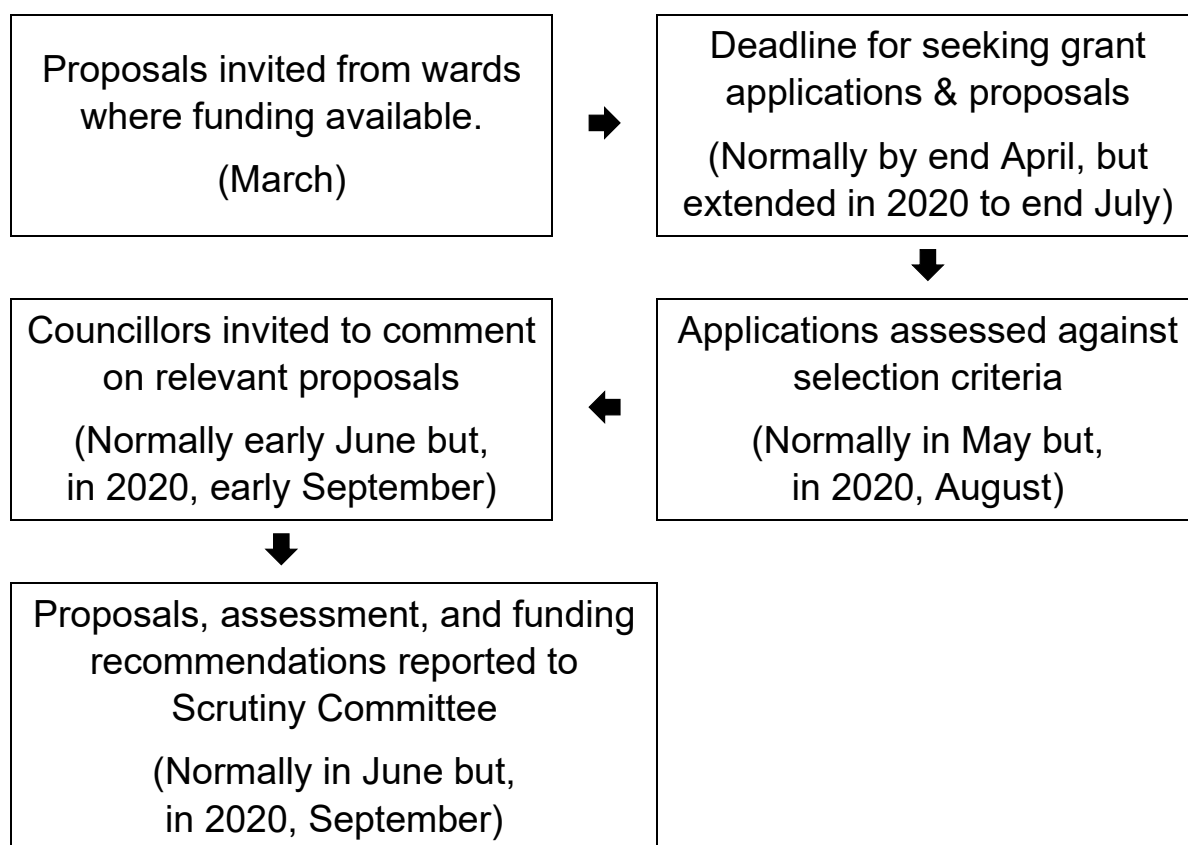 Proposals invited from wards
where funding available.
(March)
Deadline for seeking grant
applications & proposals
(Normally by end April, but
extended in 2020 to end July)
Applications assessed against
selection criteria
(Normally in May but,
in 2020, August)
Councillors invited to comment
on relevant proposals
(Normally early June but,
in 2020, early September)
Proposals, assessment, and funding
recommendations reported to
Scrutiny Committee
(Normally in June but,
in 2020, September)